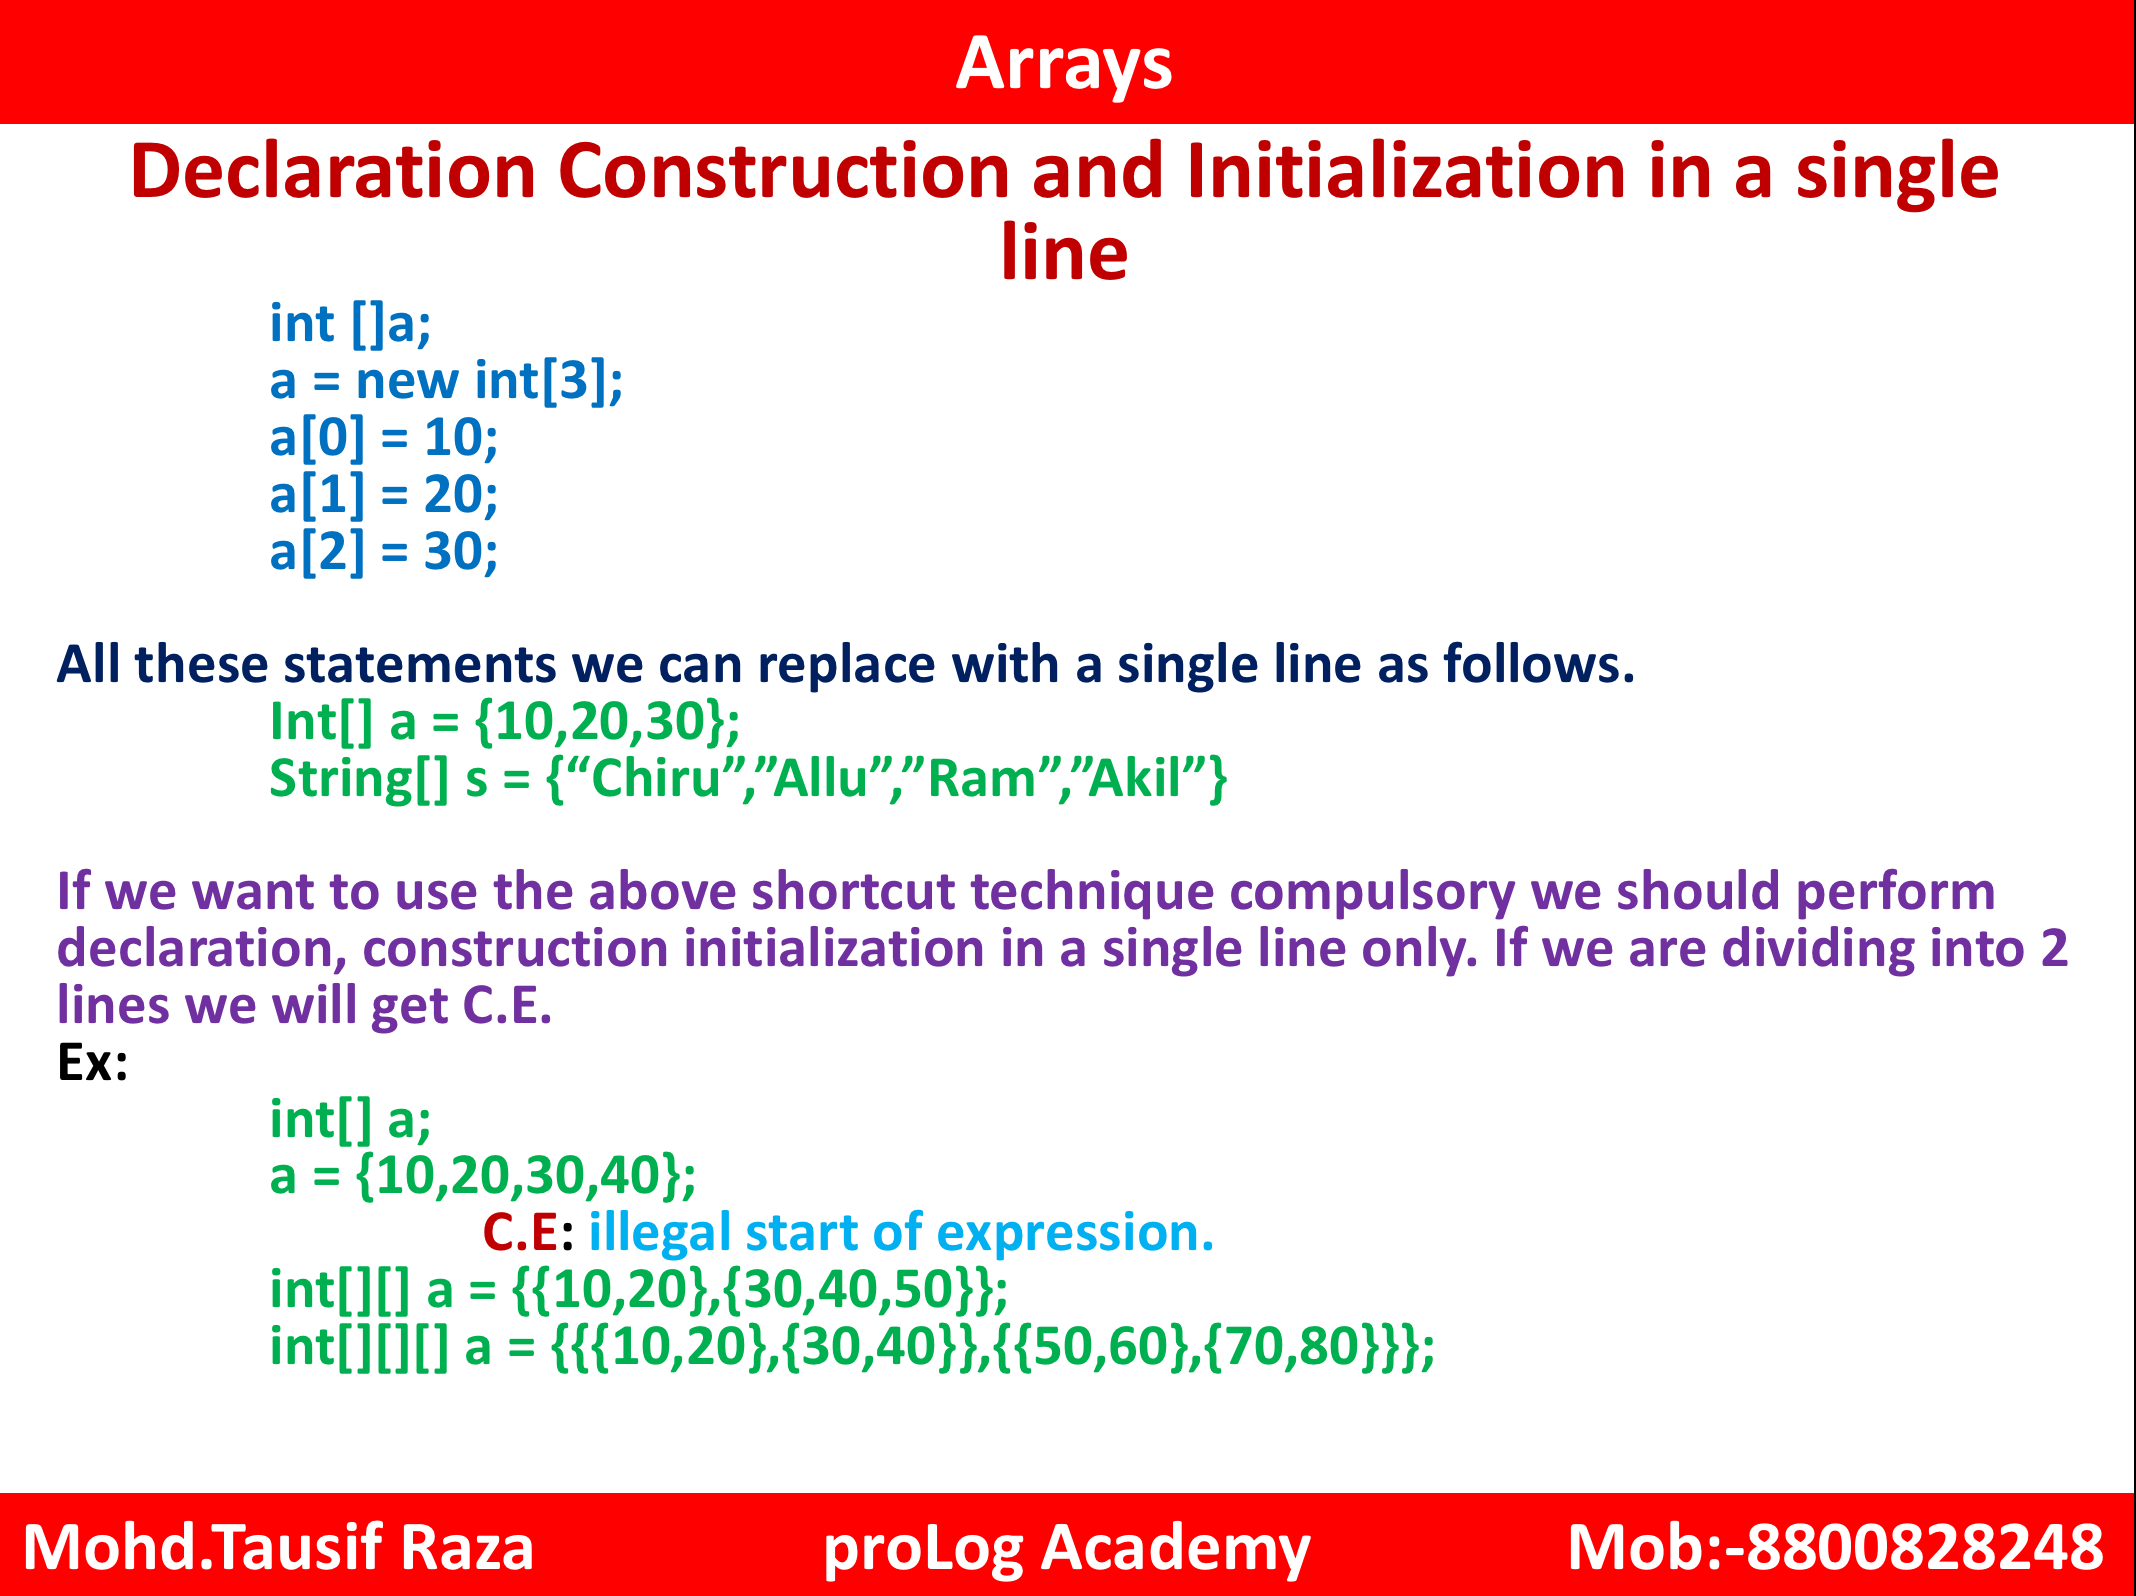 Arrays
Declaration Construction and Initialization in a single
line
int []a;
a = new int[3];
a[0] = 10;
a[1] = 20;
a[2] = 30;
All these statements we can replace with a single line as follows.
Int[] a = {10,20,30};
String[] s = {“Chiru”,”Allu”,”Ram”,”Akil”}
If we want to use the above shortcut technique compulsory we should perform
declaration, construction initialization in a single line only. If we are dividing into 2
lines we will get C.E.
Ex:
int[] a;
a = {10,20,30,40};
C.E: illegal start of expression.
int[][] a = {{10,20},{30,40,50}};
int[][][] a = {{{10,20},{30,40}},{{50,60},{70,80}}};
Mohd.Tausif Raza proLog Academy Mob:-8800828248